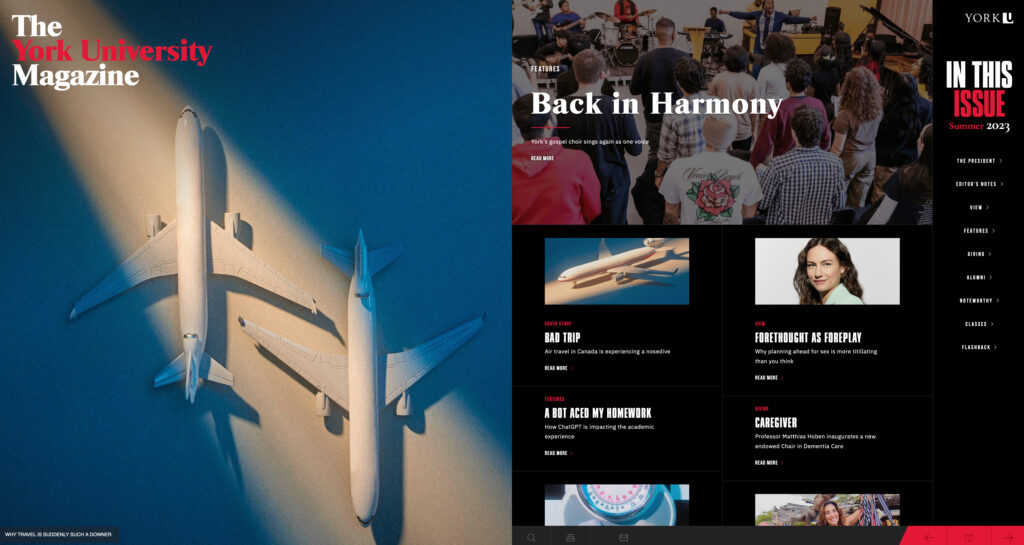 The
York University
Magazine
WHY TRAVEL IS SUDDENLY SUCH A DOWNER
FEATURES
Back in Harmony
York's gospel choir sings again as one voice
READ MORE
Venice Beach
COVER STORY
BAD TRIP
Air travel in Canada is experiencing a nosedive
READ MORE
FEATURES
A BOT ACED MY HOMEWORK
How ChatGPT is impacting the academic
experience
READ MORE
VIEW
FORETHOUGHT AS FOREPLAY
Why planning ahead for sex is more titillating
than you think
READ MORE
GIVING
CAREGIVER
Professor Matthias Hoben inaugurates a new
endowed Chair in Dementia Care
READ MORE
YORK U
IN THIS
ISSUE
Summer 2023
THE PRESIDENT
EDITOR'S NOTES
VIEW
FEATURES
GIVING
ALUMNI
NOTEWORTHY
CLASSES
FLASHBACK